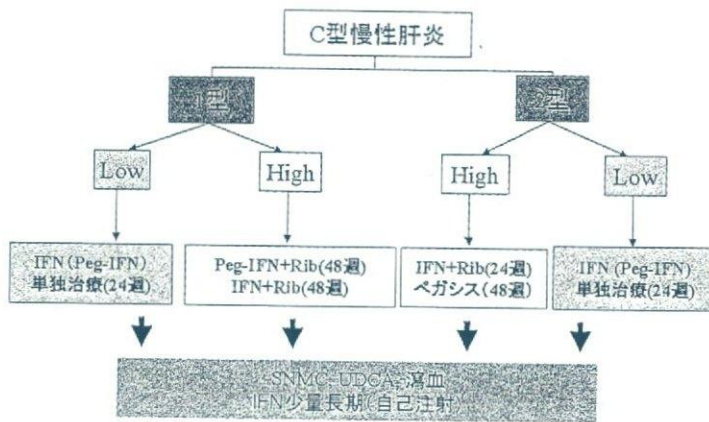 C型慢性肝炎
1型
2型
Low
High
High
Low
IFN (Peg-IFN)
単独治療(24週)
Peg-IFN+Rib(48週)
IFN+Rib(48週)
IFN+Rib(24週)
ペガシス(48週)
IFN (Peg-IFN)
単独治療(24週)
SNMC、UDCA、瀉血
IFN少量長期(自己注射)